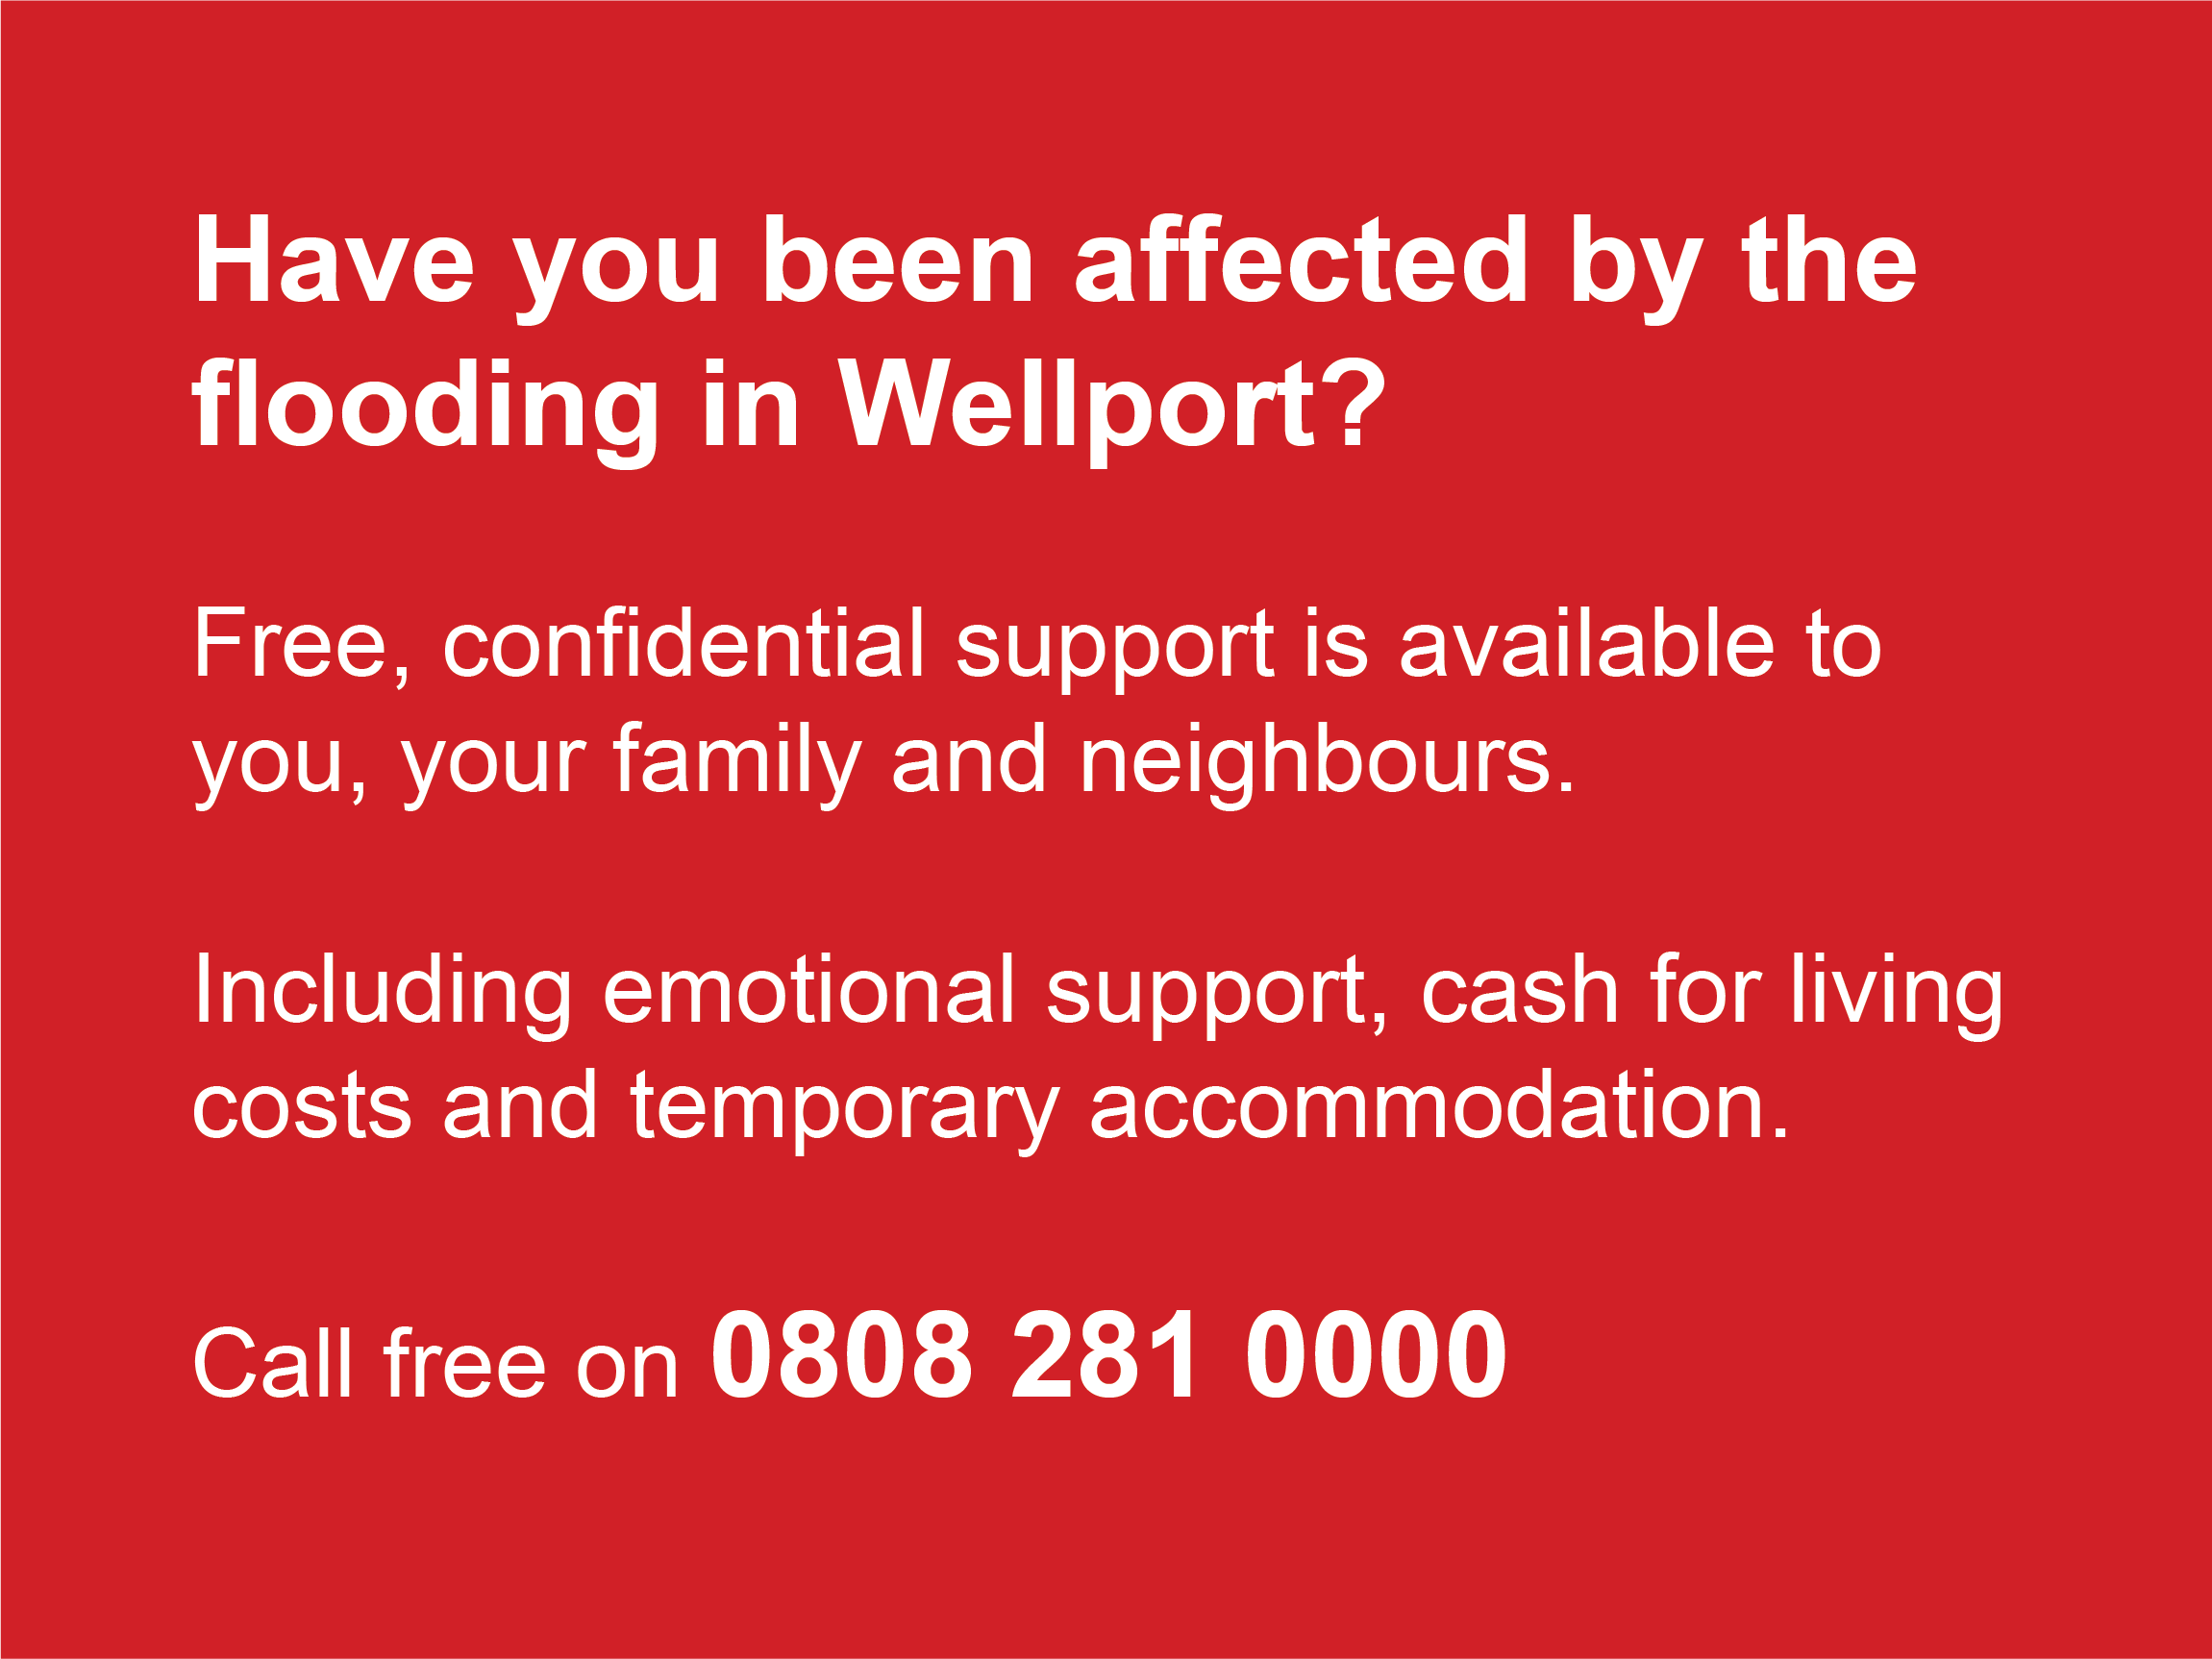 Have you been affected by the
flooding in Wellport?
Free, confidential support is available to
you, your family and neighbours.
Including emotional support, cash for living
costs and temporary accommodation.
Call free on 0808 281 0000